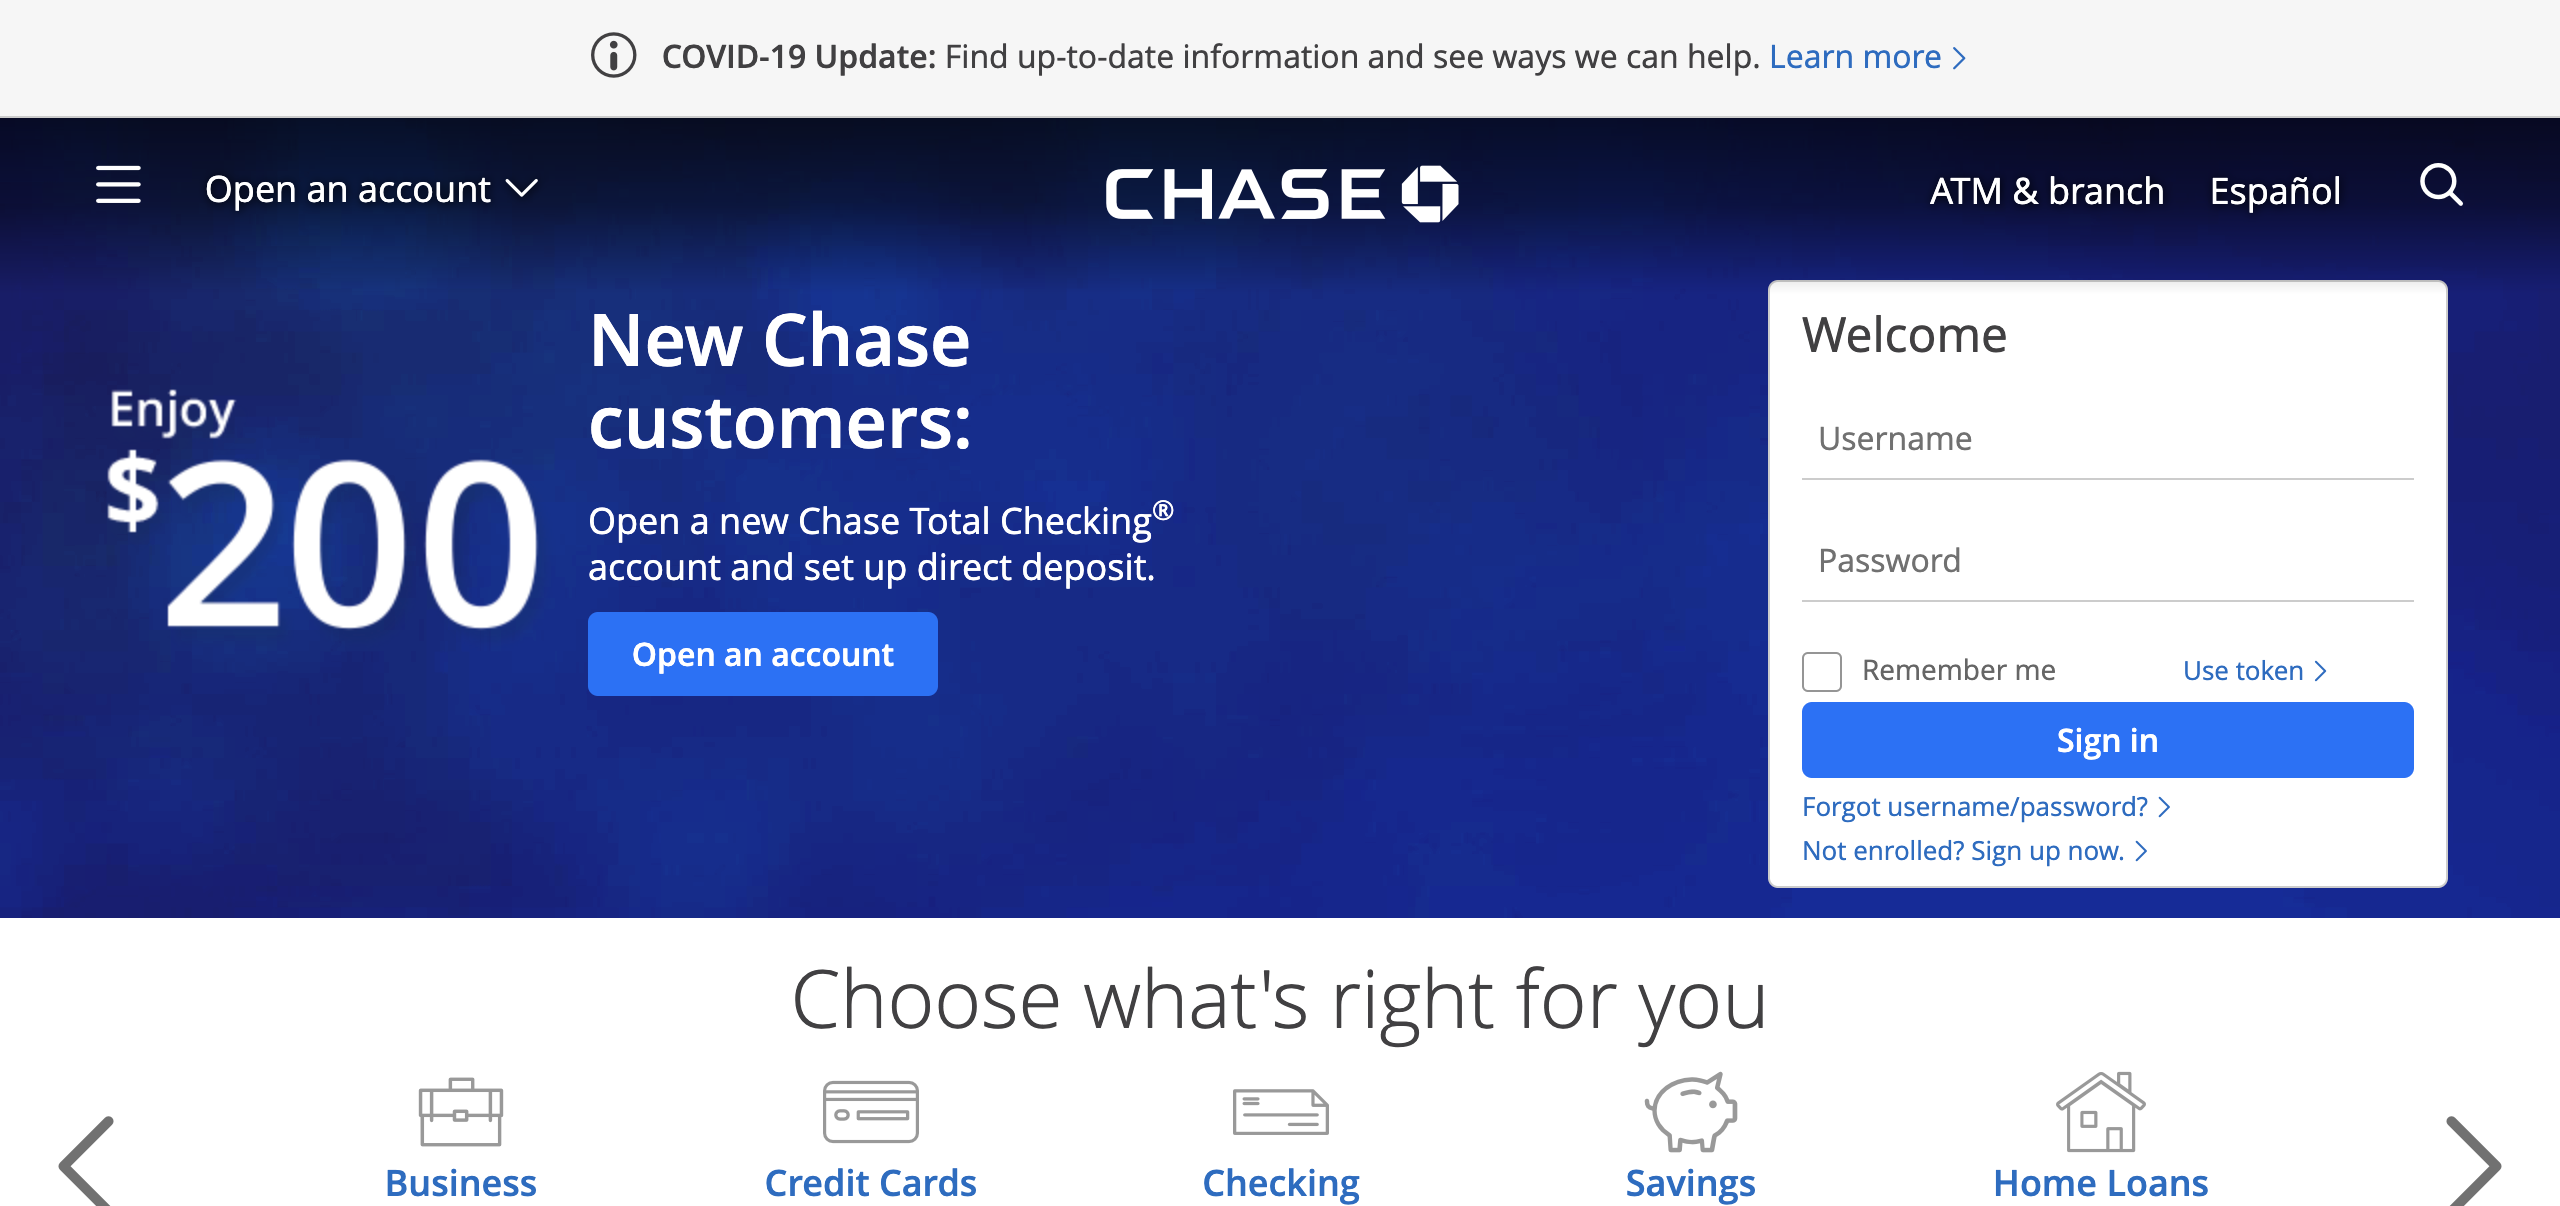 COVID-19 Update: Find up-to-date information and see ways we can help. Learn more
Open an account
CHASE
ATM & branch
Español
Enjoy
$200
New Chase
customers:
Open a new Chase Total Checking®
account and set up direct deposit.
Open an account
Welcome
Username
Password
Remember me
Use token
Sign in
Forgot username/password?
Not enrolled? Sign up now.
Choose what's right for you
Business
Credit Cards
Checking
Savings
Home Loans